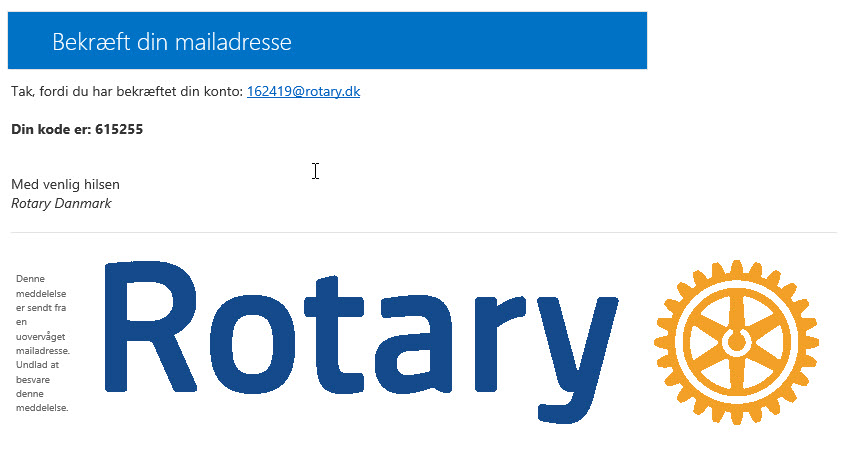 Bekræft din mailadresse
Tak, fordi du har bekræftet din konto: 162419@rotary.dk
Din kode er: 615255
Med venlig hilsen
Rotary Danmark
Denne
meddelelse
er sendt fra
en
uovervåget
mailadresse.
Undlad at
besvare
denne
meddelelse.
Rotary